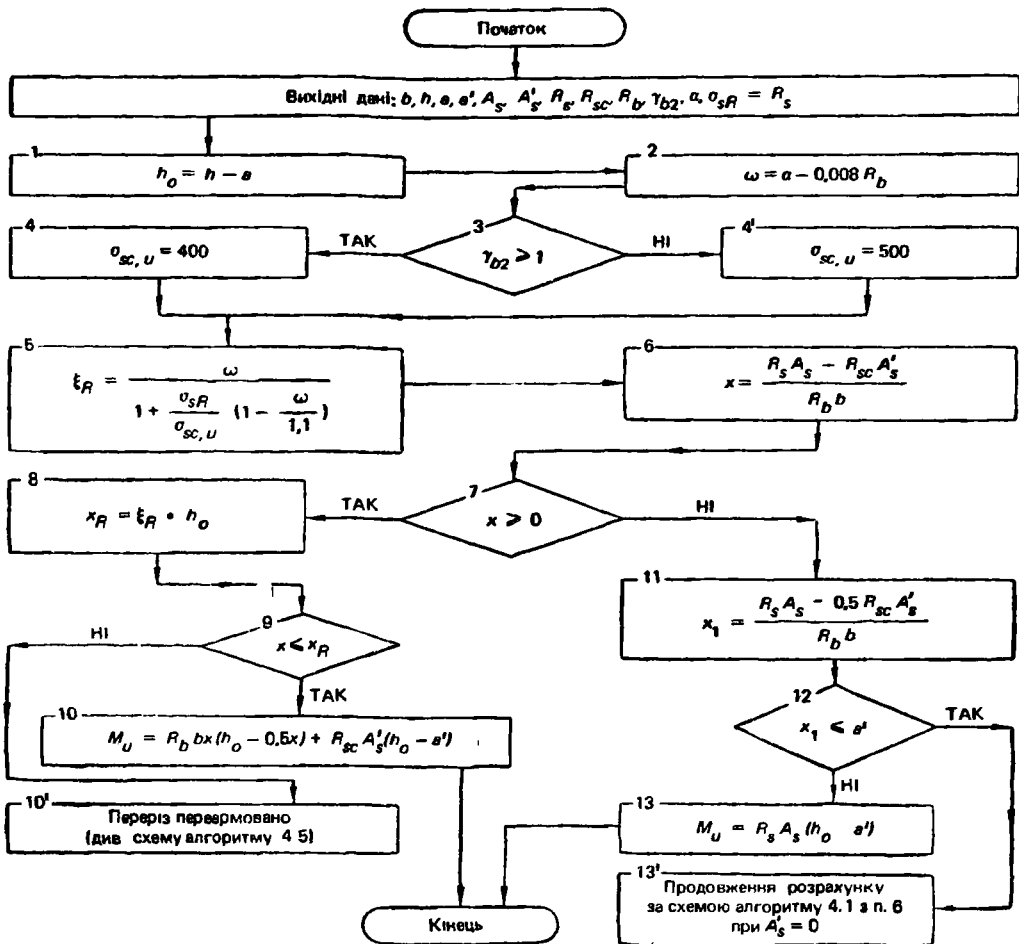 Початок
Вихідні дані: b, h, a, a', A_s, A'_s, R_s, R_sc, R_b, γ_b2, α, σ_sR = R_s
1
h_o = h – a
2
ω = α – 0,008 R_b
3
γ_b2 ⩾ 1
ТАК
НІ
4
σ_sc, u = 400
4'
σ_sc, u = 500
5
ξ_R = ω / (1 + σ_sR / σ_sc, u (1 – ω / 1,1))
6
x = (R_s A_s – R_sc A'_s) / (R_b b)
7
x ⩾ 0
ТАК
НІ
8
x_R = ξ_R • h_o
9
x ⩽ x_R
НІ
ТАК
10
M_u = R_b bx(h_o – 0,5x) + R_sc A'_s(h_o – a')
10'
Переріз переармовано
(див схему алгоритму 4 5)
11
x_1 = (R_s A_s – 0,5 R_sc A'_s) / (R_b b)
12
x_1 ⩽ a'
ТАК
НІ
13
M_u = R_s A_s (h_o a')
13'
Продовження розрахунку
за схемою алгоритму 4.1 з п. 6
при A'_s = 0
Кінець